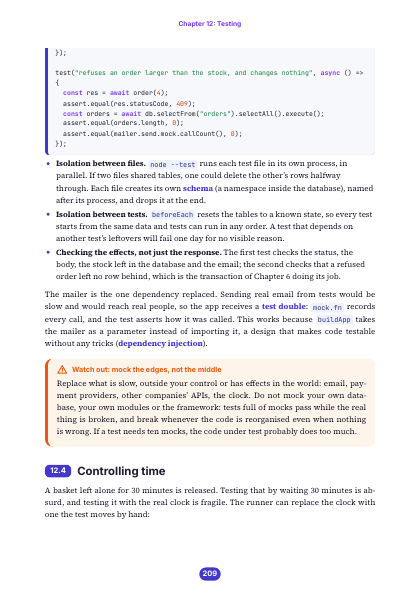 Chapter 12: Testing
});
test("refuses an order larger than the stock, and changes nothing", async () =>
{
const res = await order(4);
assert.equal(res.statusCode, 409);
const orders = await db.selectFrom("orders").selectAll().execute();
assert.equal(orders.length, 0);
assert.equal(mailer.send.mock.callCount(), 0);
});
• Isolation between files. node --test runs each test file in its own process, in
parallel. If two files shared tables, one could delete the other's rows halfway
through. Each file creates its own schema (a namespace inside the database), named
after its process, and drops it at the end.
• Isolation between tests. beforeEach resets the tables to a known state, so every test
starts from the same data and tests can run in any order. A test that depends on
another test's leftovers will fail one day for no visible reason.
• Checking the effects, not just the response. The first test checks the status, the
body, the stock left in the database and the email; the second checks that a refused
order left no row behind, which is the transaction of Chapter 6 doing its job.
The mailer is the one dependency replaced. Sending real email from tests would be
slow and would reach real people, so the app receives a test double: mock.fn records
every call, and the test asserts how it was called. This works because buildApp takes
the mailer as a parameter instead of importing it, a design that makes code testable
without any tricks (dependency injection).
Watch out: mock the edges, not the middle
Replace what is slow, outside your control or has effects in the world: email, pay-
ment providers, other companies' APIs, the clock. Do not mock your own data-
base, your own modules or the framework: tests full of mocks pass while the real
thing is broken, and break whenever the code is reorganised even when nothing
is wrong. If a test needs ten mocks, the code under test probably does too much.
12.4 Controlling time
A basket left alone for 30 minutes is released. Testing that by waiting 30 minutes is ab-
surd, and testing it with the real clock is fragile. The runner can replace the clock with
one the test moves by hand:
209